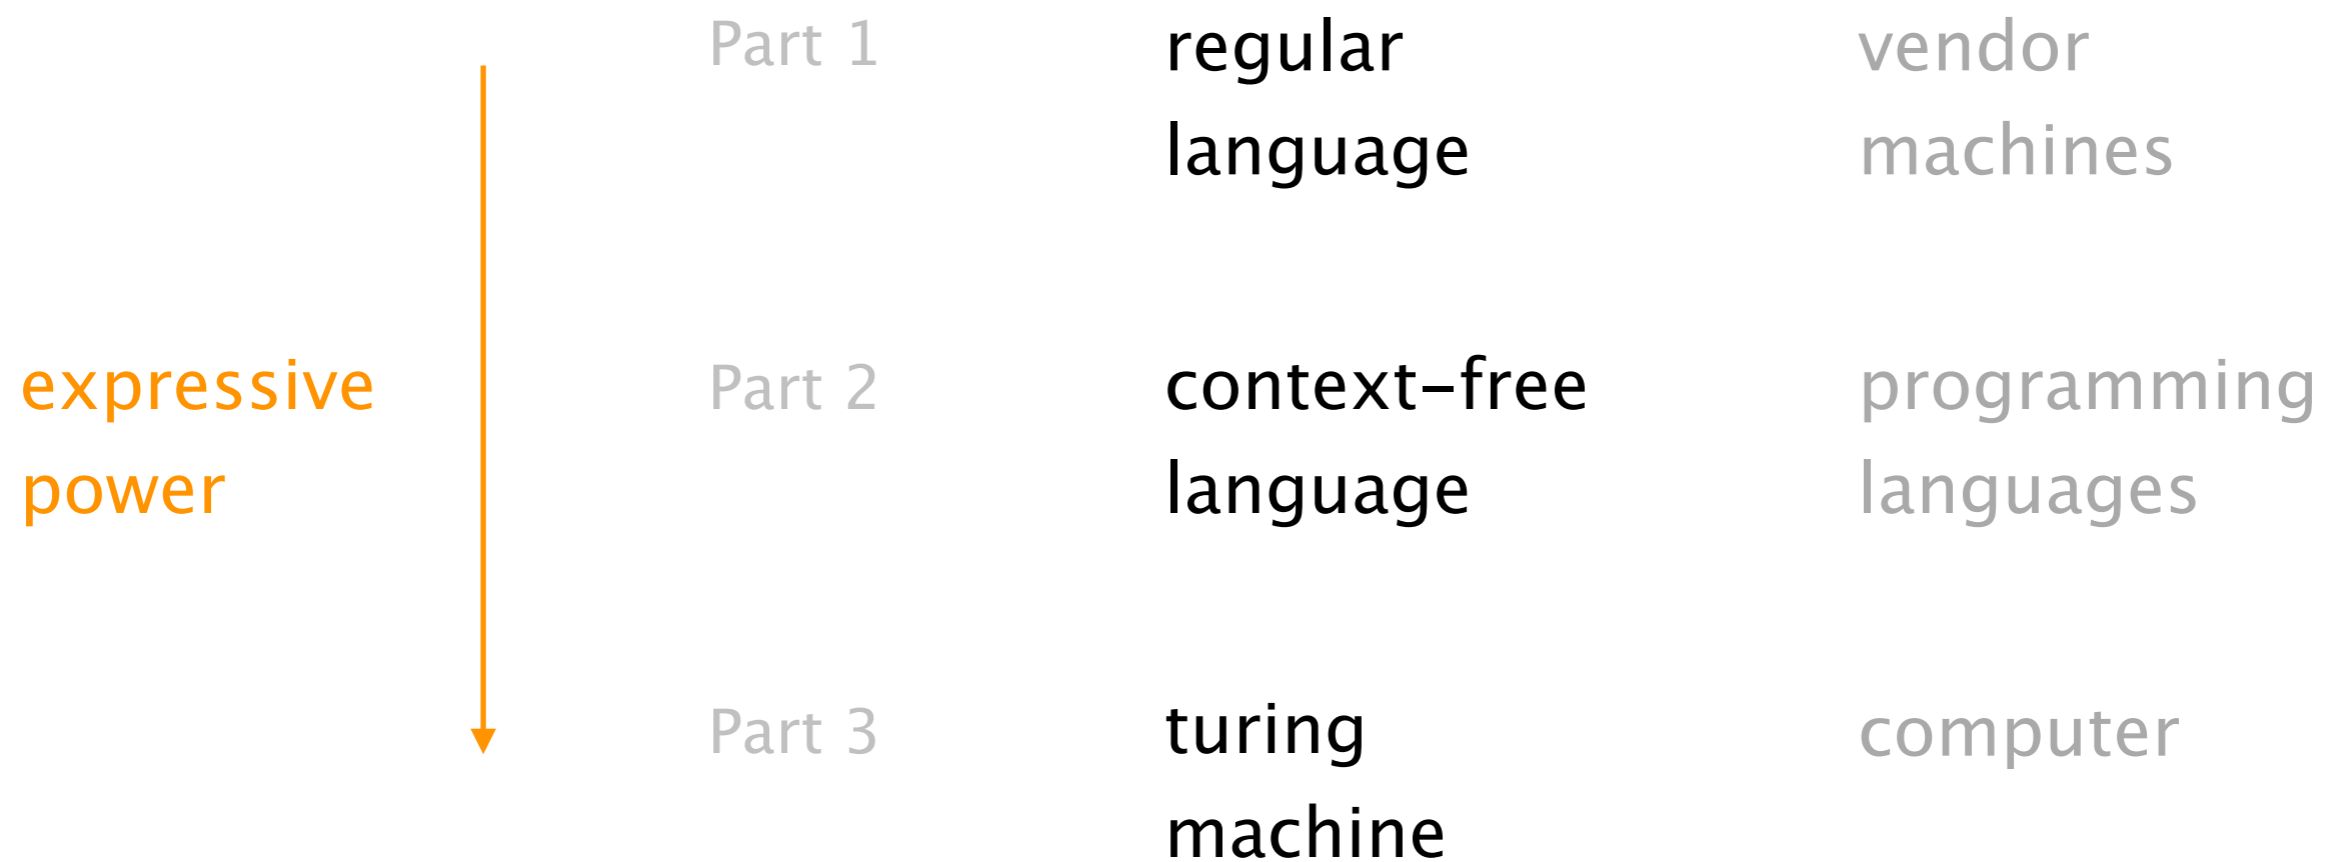 Part 1 regular vendor
language machines
expressive Part 2 context-free programming
power language languages
Part 3 turing computer
machine